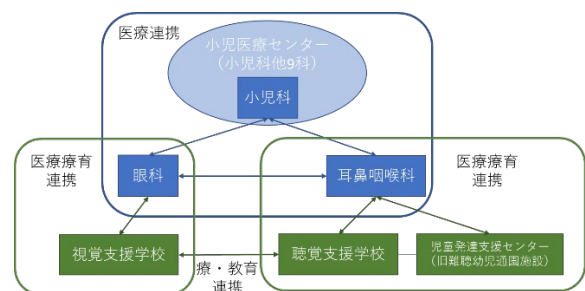 医療連携
小児医療センター
（小児科他9科）
小児科
医療療育
連携
眼科
耳鼻咽喉科
医療療育
連携
視覚支援学校
療・教育
連携
聴覚支援学校
児童発達支援センター
（旧難聴幼児通園施設）